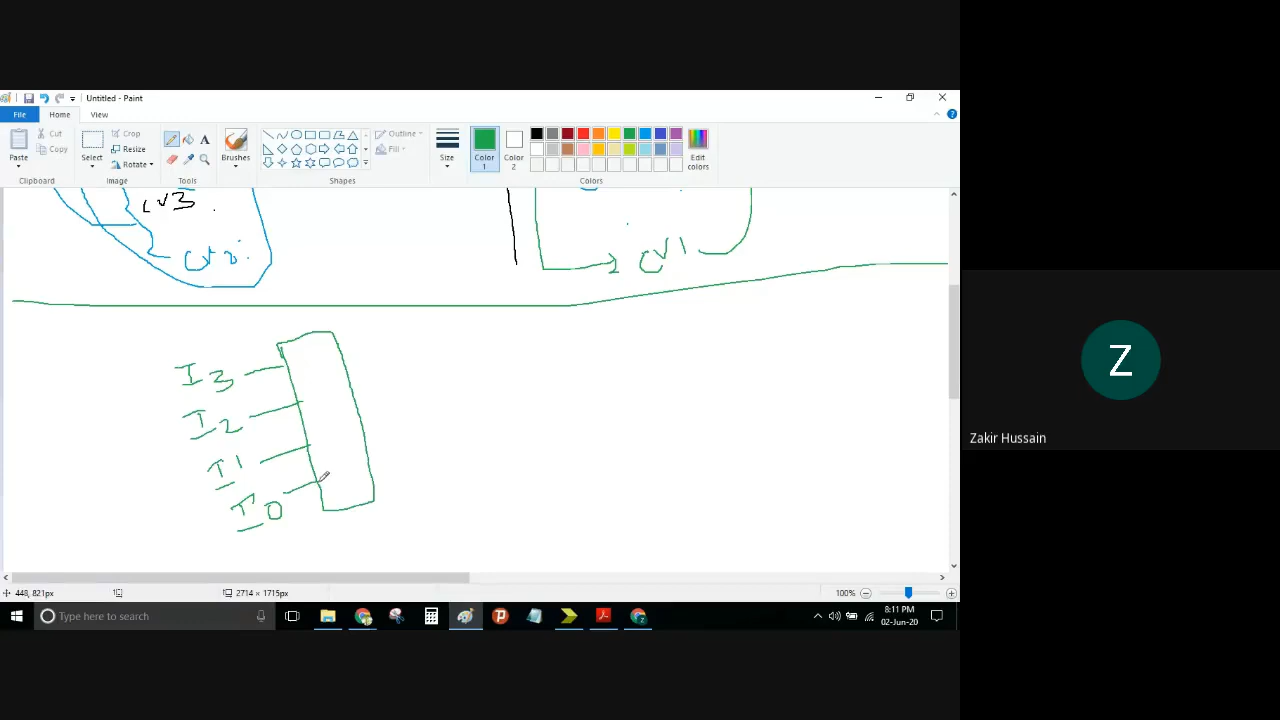 Untitled - Paint
File Home View
Paste
Cut
Copy
Clipboard
Select
Crop
Resize
Rotate
Image
Tools
Brushes
Shapes
Outline
Fill
Size
Color 1
Color 2
Edit colors
Colors
I3
I2
I1
I0
448, 821px
2714 × 1715px
100%
Type here to search
8:11 PM
02-Jun-20
Z
Zakir Hussain